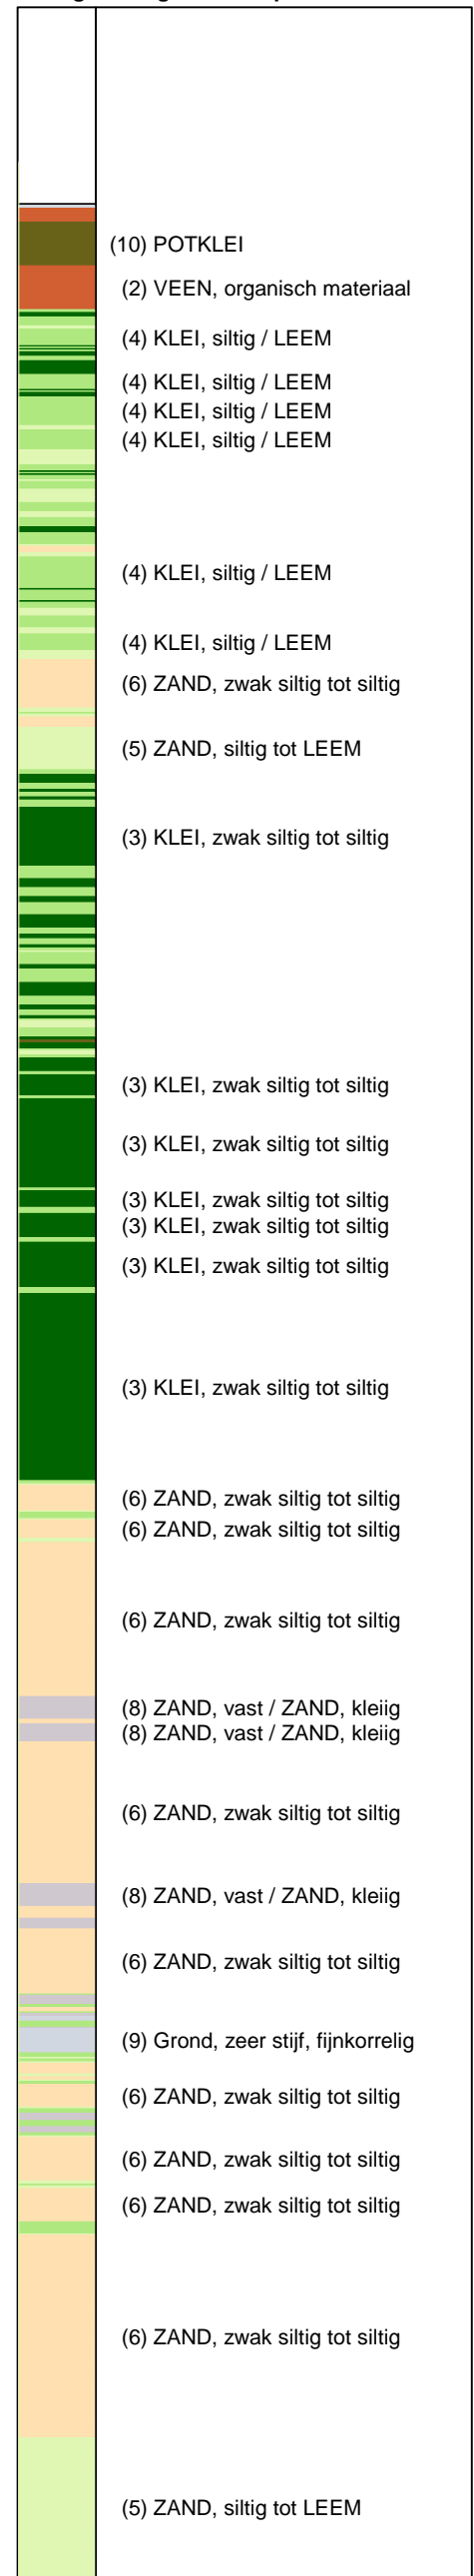 (10) POTKLEI
(2) VEEN, organisch materiaal
(4) KLEI, siltig / LEEM
(4) KLEI, siltig / LEEM
(4) KLEI, siltig / LEEM
(4) KLEI, siltig / LEEM
(4) KLEI, siltig / LEEM
(4) KLEI, siltig / LEEM
(6) ZAND, zwak siltig tot siltig
(5) ZAND, siltig tot LEEM
(3) KLEI, zwak siltig tot siltig
(3) KLEI, zwak siltig tot siltig
(3) KLEI, zwak siltig tot siltig
(3) KLEI, zwak siltig tot siltig
(3) KLEI, zwak siltig tot siltig
(3) KLEI, zwak siltig tot siltig
(3) KLEI, zwak siltig tot siltig
(6) ZAND, zwak siltig tot siltig
(6) ZAND, zwak siltig tot siltig
(6) ZAND, zwak siltig tot siltig
(8) ZAND, vast / ZAND, kleiig
(8) ZAND, vast / ZAND, kleiig
(6) ZAND, zwak siltig tot siltig
(8) ZAND, vast / ZAND, kleiig
(6) ZAND, zwak siltig tot siltig
(9) Grond, zeer stijf, fijnkorrelig
(6) ZAND, zwak siltig tot siltig
(6) ZAND, zwak siltig tot siltig
(6) ZAND, zwak siltig tot siltig
(6) ZAND, zwak siltig tot siltig
(5) ZAND, siltig tot LEEM